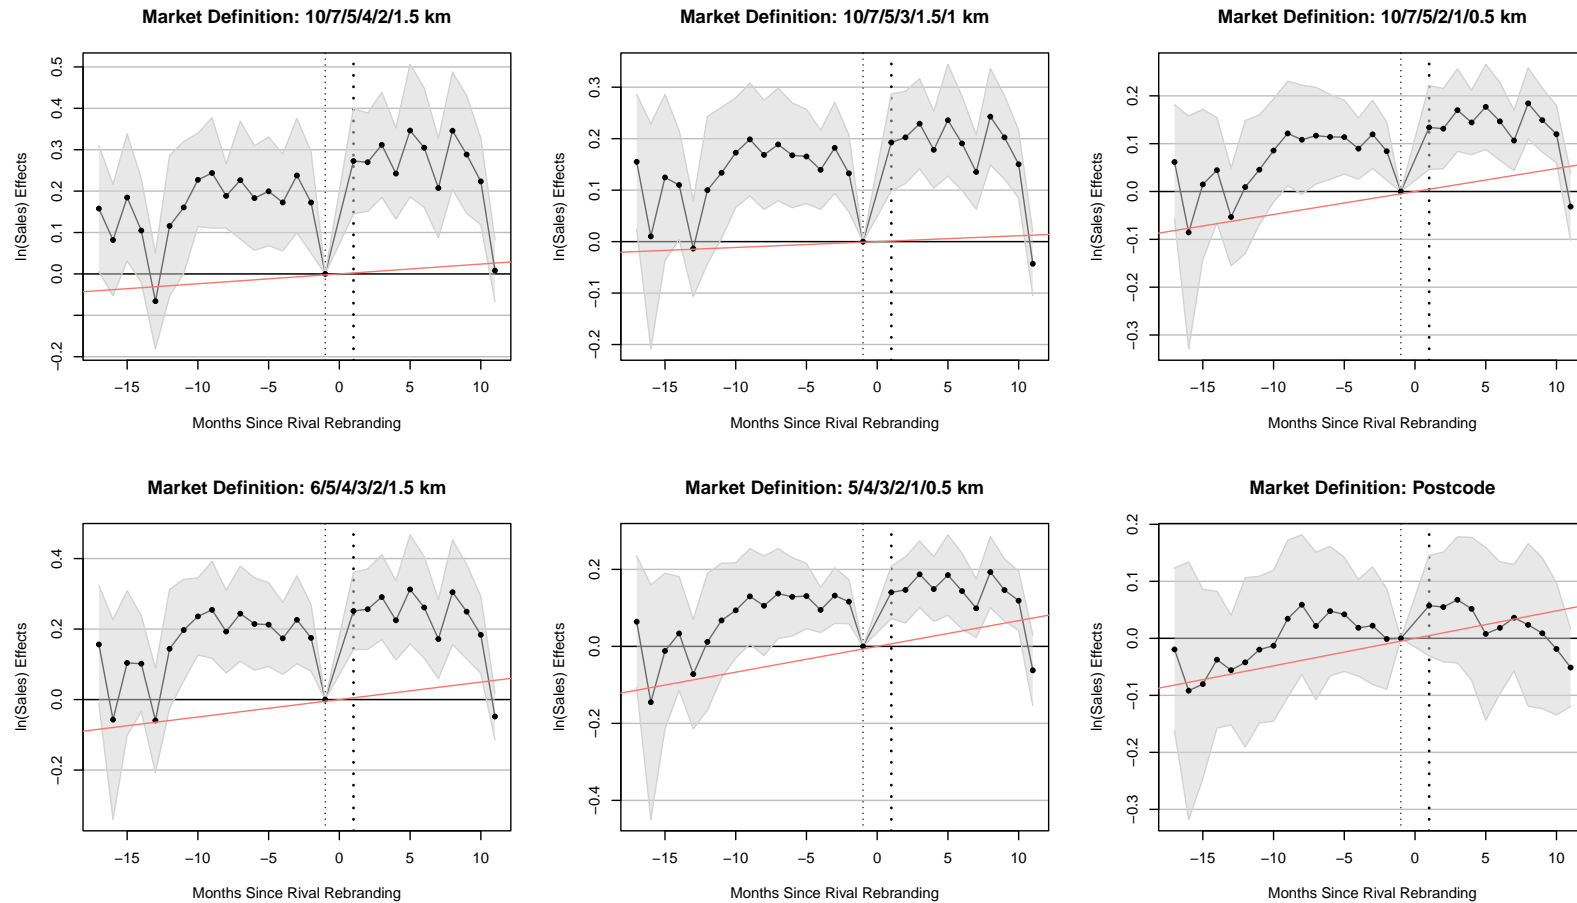 Market Definition: 10/7/5/4/2/1.5 km
ln(Sales) Effects
0.5
0.4
0.3
0.2
0.1
0.0
−0.2
−15 −10 −5 0 5 10
Months Since Rival Rebranding
Market Definition: 10/7/5/3/1.5/1 km
ln(Sales) Effects
0.3
0.2
0.1
0.0
−0.1
−0.2
−15 −10 −5 0 5 10
Months Since Rival Rebranding
Market Definition: 10/7/5/2/1/0.5 km
ln(Sales) Effects
0.2
0.1
0.0
−0.1
−0.2
−0.3
−15 −10 −5 0 5 10
Months Since Rival Rebranding
Market Definition: 6/5/4/3/2/1.5 km
ln(Sales) Effects
0.4
0.2
0.0
−0.2
−15 −10 −5 0 5 10
Months Since Rival Rebranding
Market Definition: 5/4/3/2/1/0.5 km
ln(Sales) Effects
0.2
0.0
−0.2
−0.4
−15 −10 −5 0 5 10
Months Since Rival Rebranding
Market Definition: Postcode
ln(Sales) Effects
0.2
0.1
0.0
−0.1
−0.2
−0.3
−15 −10 −5 0 5 10
Months Since Rival Rebranding